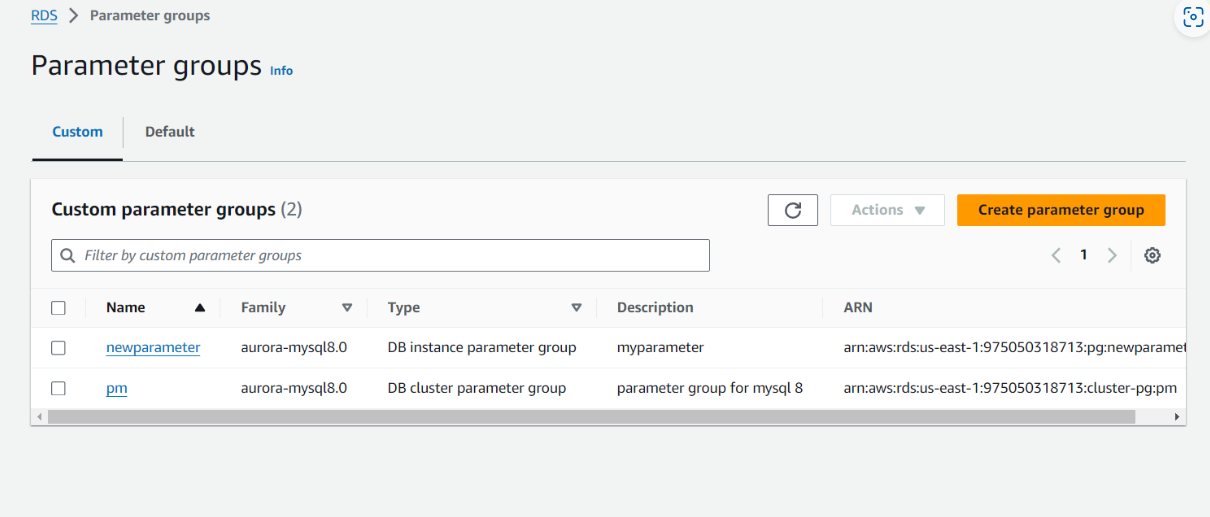 RDS > Parameter groups
Parameter groups Info
Custom Default
Custom parameter groups (2) Actions Create parameter group
Filter by custom parameter groups 1
Name Family Type Description ARN
newparameter aurora-mysql8.0 DB instance parameter group myparameter arn:aws:rds:us-east-1:975050318713:pg:newparamet
pm aurora-mysql8.0 DB cluster parameter group parameter group for mysql 8 arn:aws:rds:us-east-1:975050318713:cluster-pg:pm